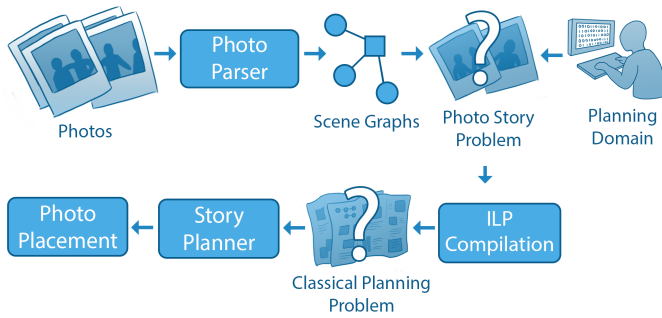 Photo
Parser
Photos
Scene Graphs
Photo Story
Problem
Planning
Domain
Photo
Placement
Story
Planner
Classical Planning
Problem
ILP
Compilation